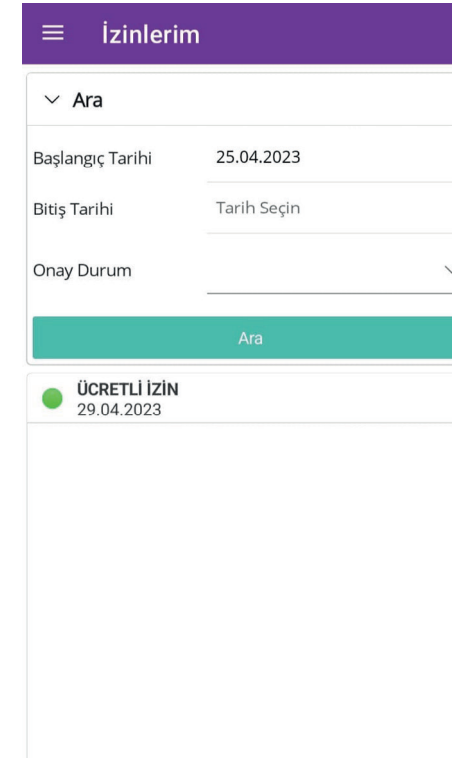 İzinlerim
Ara
Başlangıç Tarihi 25.04.2023
Bitiş Tarihi Tarih Seçin
Onay Durum
Ara
ÜCRETLİ İZİN
29.04.2023